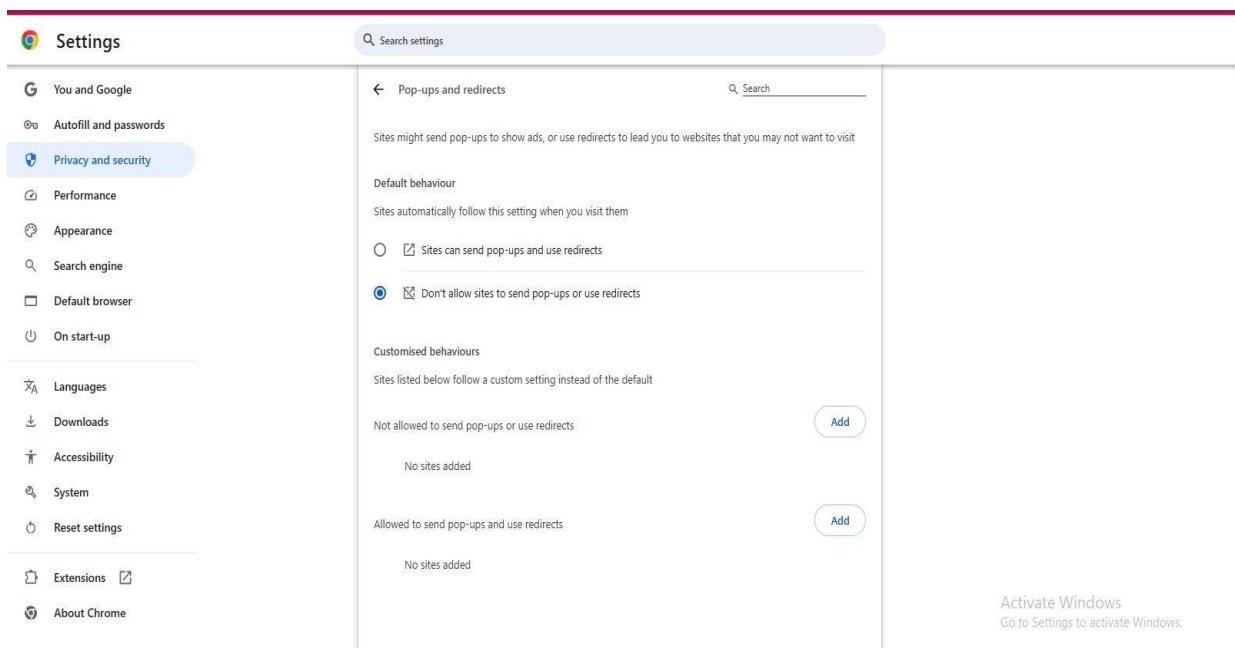 Settings
Search settings
You and Google
Autofill and passwords
Privacy and security
Performance
Appearance
Search engine
Default browser
On start-up
Languages
Downloads
Accessibility
System
Reset settings
Extensions
About Chrome
Pop-ups and redirects
Search
Sites might send pop-ups to show ads, or use redirects to lead you to websites that you may not want to visit
Default behaviour
Sites automatically follow this setting when you visit them
Sites can send pop-ups and use redirects
Don't allow sites to send pop-ups or use redirects
Customised behaviours
Sites listed below follow a custom setting instead of the default
Not allowed to send pop-ups or use redirects
Add
No sites added
Allowed to send pop-ups and use redirects
Add
No sites added
Activate Windows
Go to Settings to activate Windows.